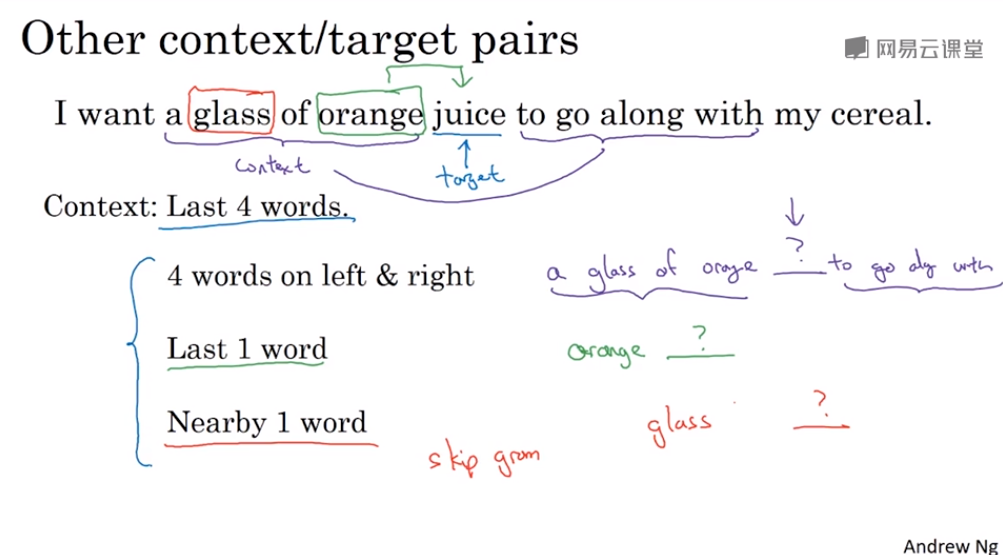 Other context/target pairs
网易云课堂
I want a glass of orange juice to go along with my cereal.
context
target
Context: Last 4 words.
4 words on left & right
a glass of orage ? to go alg with
Last 1 word
orange ?
Nearby 1 word
glass ?
skip gram
Andrew Ng